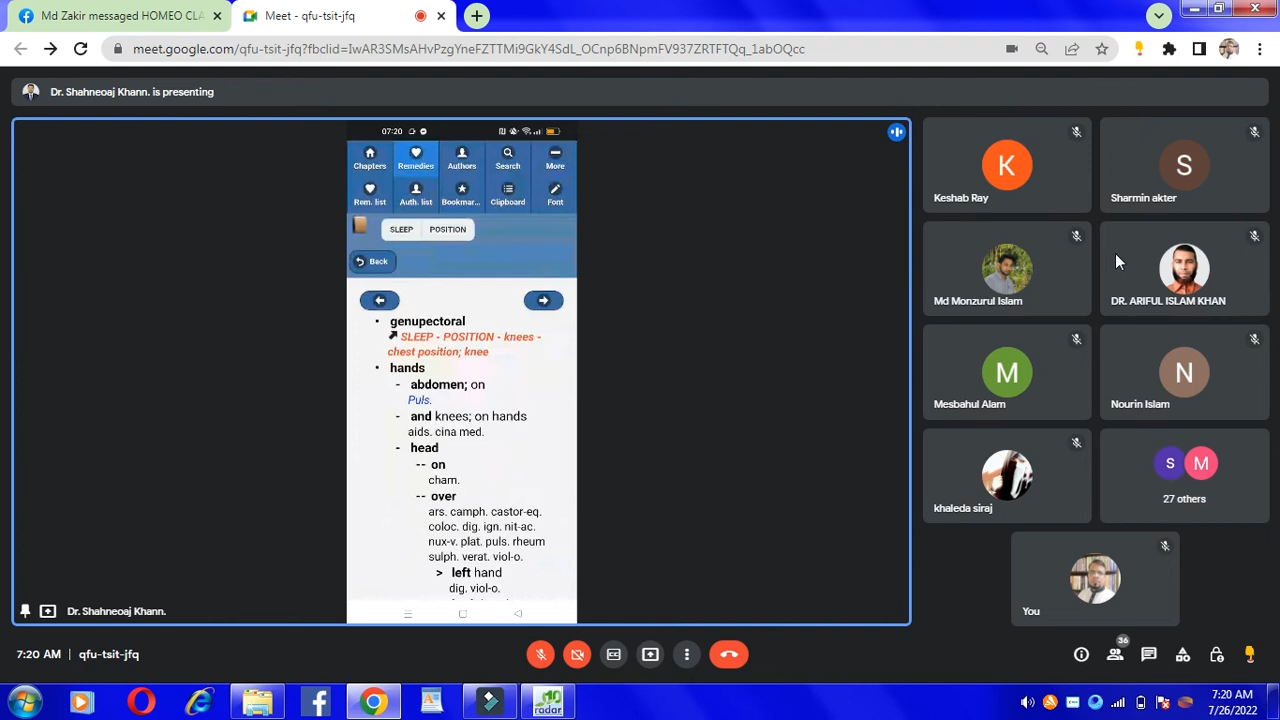 Md Zakir messaged HOMEO CLA
Meet - qfu-tsit-jfq
meet.google.com/qfu-tsit-jfq?fbclid=IwAR3SMsAHvPzgYneFZTTMi9GkY4SdL_OCnp6BNpmFV937ZRTFTQq_1abOQcc
Dr. Shahneoaj Khann. is presenting
07:20
Chapters
Remedies
Authors
Search
More
Rem. list
Auth. list
Bookmar...
Clipboard
Font
SLEEP
POSITION
Back
genupectoral
SLEEP - POSITION - knees -
chest position; knee
hands
- abdomen; on
Puls.
- and knees; on hands
aids. cina med.
- head
-- on
cham.
-- over
ars. camph. castor-eq.
coloc. dig. ign. nit-ac.
nux-v. plat. puls. rheum
sulph. verat. viol-o.
> left hand
dig. viol-o.
Dr. Shahneoaj Khann.
K
Keshab Ray
S
Sharmin akter
Md Monzurul Islam
DR. ARIFUL ISLAM KHAN
M
Mesbahul Alam
N
Nourin Islam
khaleda siraj
S M
27 others
You
7:20 AM | qfu-tsit-jfq
36
10
radar
7:20 AM
7/26/2022